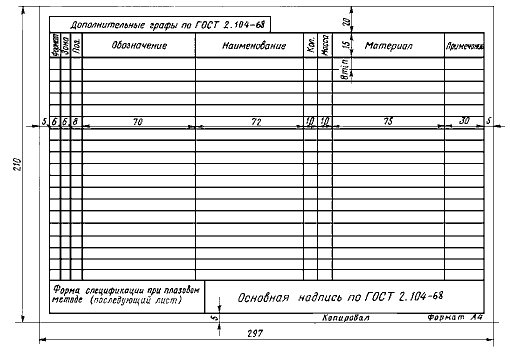 Дополнительные графы по ГОСТ 2.104-68
20
Формат Зона Поз. Обозначение Наименование Кол. Масса 15 Материал Примечание
8 min
5 6 6 8 70 72 10 10 75 30 5
210
Форма спецификации при плазовом
методе (последующий лист)
Основная надпись по ГОСТ 2.104-68
5
Копировал Формат А4
297